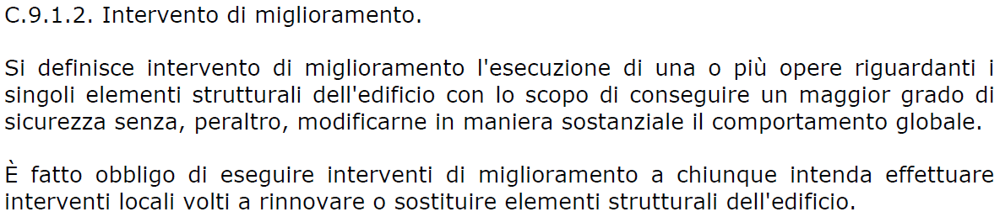 C.9.1.2. Intervento di miglioramento.
Si definisce intervento di miglioramento l'esecuzione di una o più opere riguardanti i
singoli elementi strutturali dell'edificio con lo scopo di conseguire un maggior grado di
sicurezza senza, peraltro, modificarne in maniera sostanziale il comportamento globale.
È fatto obbligo di eseguire interventi di miglioramento a chiunque intenda effettuare
interventi locali volti a rinnovare o sostituire elementi strutturali dell'edificio.